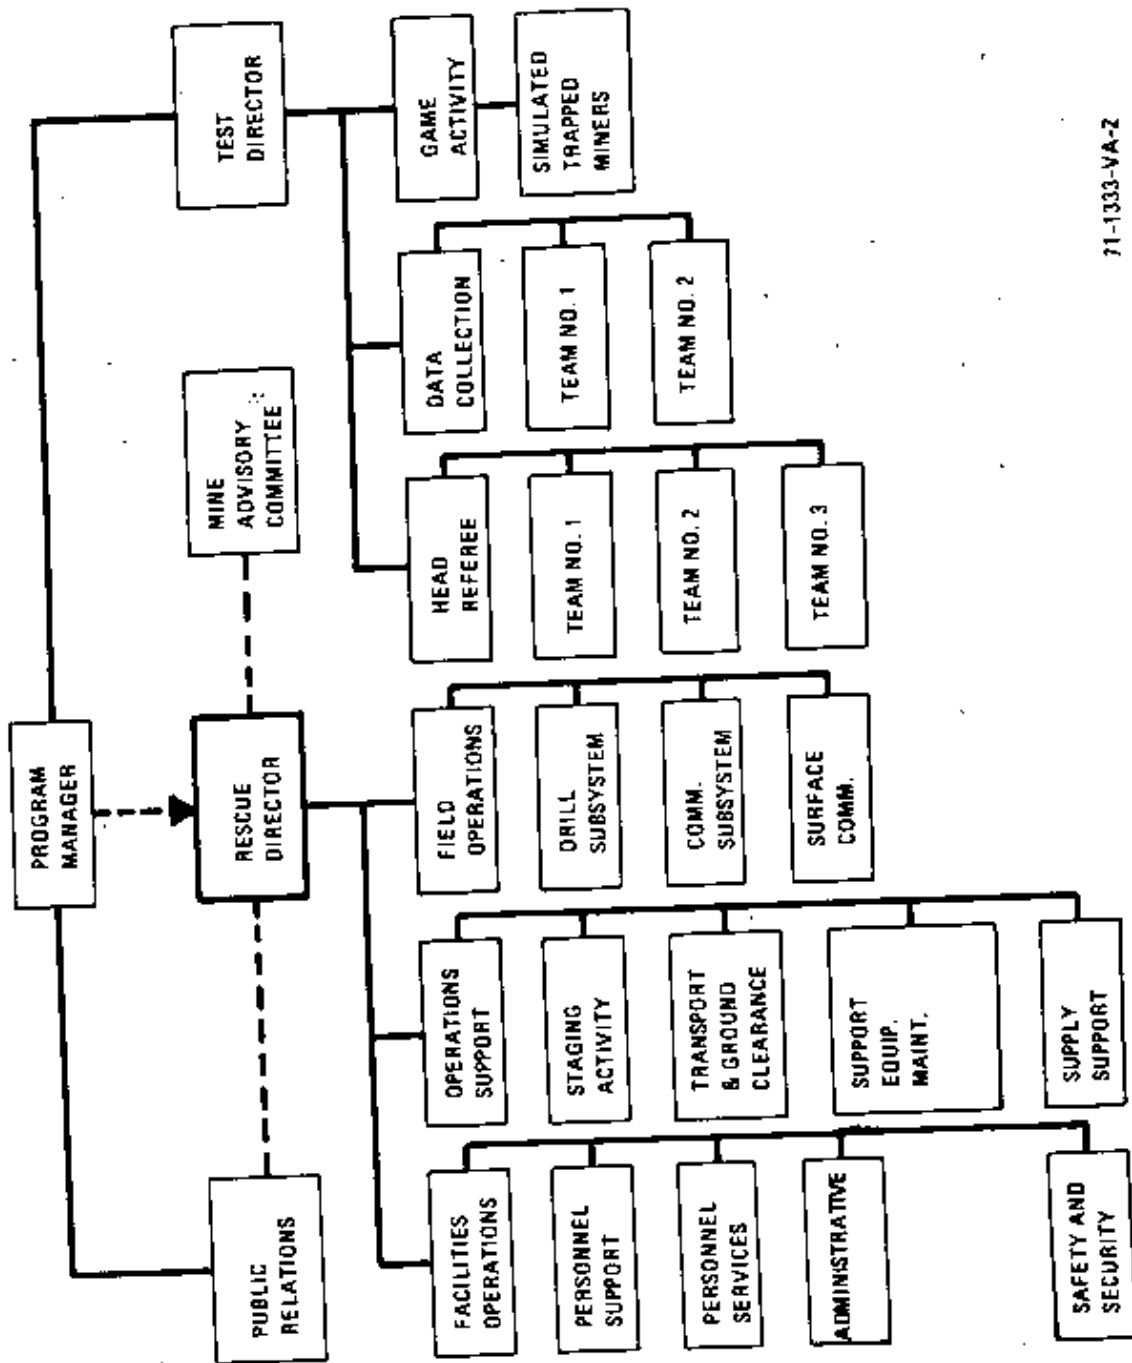 PROGRAM
MANAGER
PUBLIC
RELATIONS
RESCUE
DIRECTOR
MINE
ADVISORY
COMMITTEE
TEST
DIRECTOR
FACILITIES
OPERATIONS
PERSONNEL
SUPPORT
PERSONNEL
SERVICES
ADMINISTRATIVE
SAFETY AND
SECURITY
OPERATIONS
SUPPORT
STAGING
ACTIVITY
TRANSPORT
& GROUND
CLEARANCE
SUPPORT
EQUIP.
MAINT.
SUPPLY
SUPPORT
FIELD
OPERATIONS
DRILL
SUBSYSTEM
COMM.
SUBSYSTEM
SURFACE
COMM.
HEAD
REFEREE
TEAM NO. 1
TEAM NO. 2
TEAM NO. 3
DATA
COLLECTION
TEAM NO. 1
TEAM NO. 2
GAME
ACTIVITY
SIMULATED
TRAPPED
MINERS
71-1333-VA-2